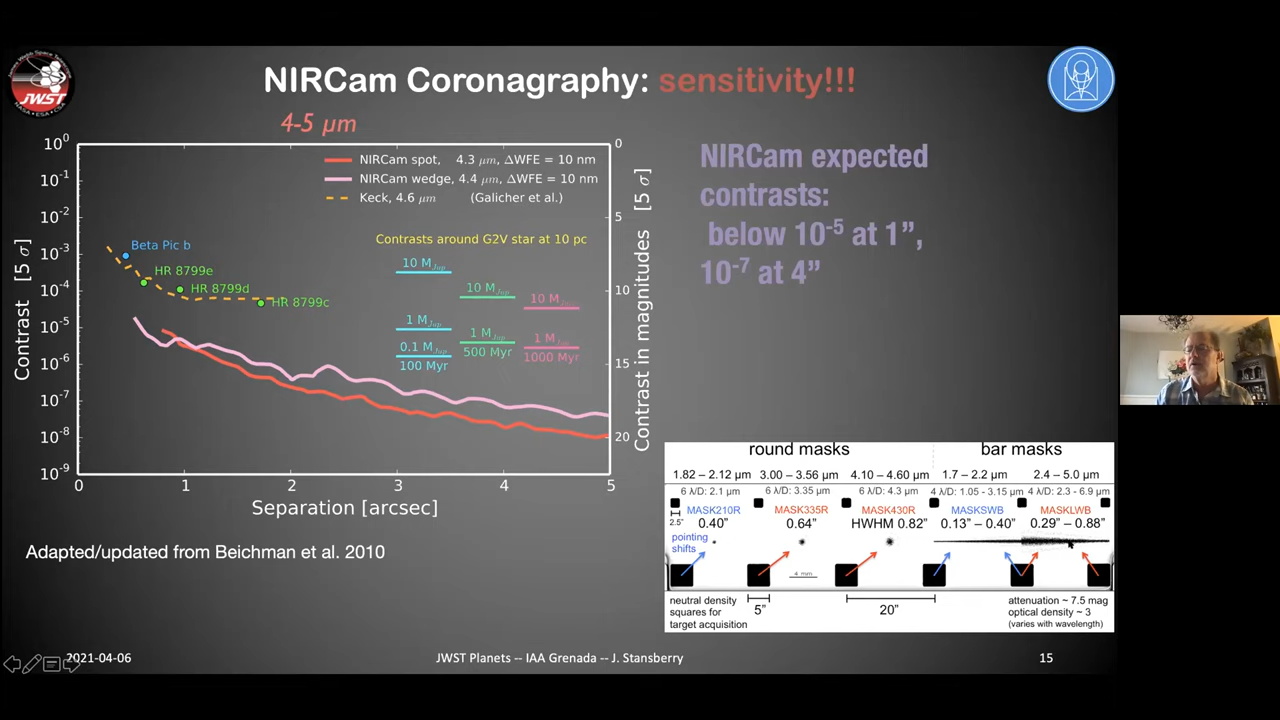 NIRCam Coronagraphy: sensitivity!!!
JWST
4-5 μm
NIRCam spot, 4.3 μm, ΔWFE = 10 nm
NIRCam wedge, 4.4 μm, ΔWFE = 10 nm
Keck, 4.6 μm (Galicher et al.)
Contrasts around G2V star at 10 pc
Beta Pic b
HR 8799e
HR 8799d
HR 8799c
10 MJup
10 MJup
10 MJup
1 MJup
1 MJup
1 MJup
0.1 MJup
100 Myr
500 Myr
1000 Myr
Contrast [5 σ]
10⁰
10⁻¹
10⁻²
10⁻³
10⁻⁴
10⁻⁵
10⁻⁶
10⁻⁷
10⁻⁸
10⁻⁹
0
5
10
15
20
Contrast in magnitudes [5 σ]
0 1 2 3 4 5
Separation [arcsec]
Adapted/updated from Beichman et al. 2010
NIRCam expected
contrasts:
below 10⁻⁵ at 1”,
10⁻⁷ at 4”
round masks bar masks
1.82 – 2.12 μm 3.00 – 3.56 μm 4.10 – 4.60 μm 1.7 – 2.2 μm 2.4 – 5.0 μm
6 λ/D: 2.1 μm 6 λ/D: 3.35 μm 6 λ/D: 4.3 μm 4 λ/D: 1.05 - 3.15 μm 4 λ/D: 2.3 - 6.9 μm
MASK210R MASK335R MASK430R MASKSWB MASKLWB
2.5” 0.40” 0.64” HWHM 0.82” 0.13” – 0.40” 0.29” – 0.88”
pointing
shifts
4 mm
neutral density
squares for
target acquisition
5”
20”
attenuation ~ 7.5 mag
optical density ~ 3
(varies with wavelength)
2021-04-06
JWST Planets -- IAA Grenada -- J. Stansberry
15